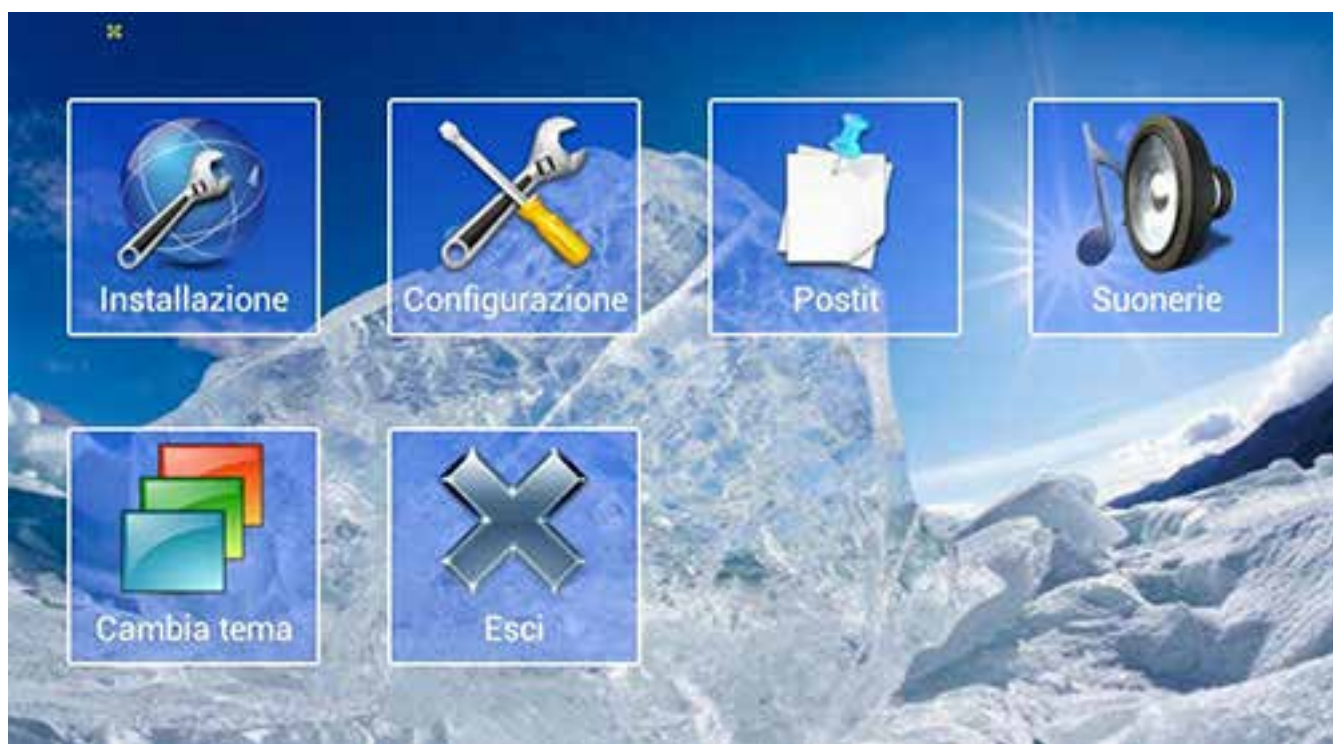 Installazione
Configurazione
Postit
Suonerie
Cambia tema
Esci